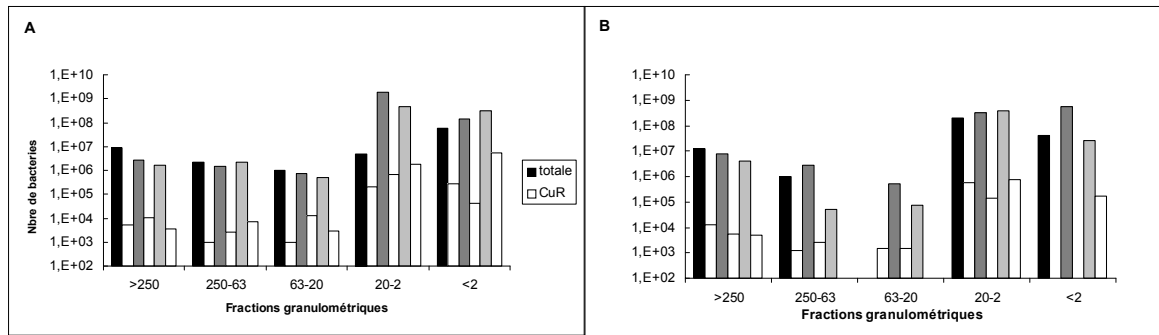 A
Nbre de bactéries
1,E+10
1,E+09
1,E+08
1,E+07
1,E+06
1,E+05
1,E+04
1,E+03
1,E+02
>250 250-63 63-20 20-2 <2
Fractions granulométriques
totale
CuR
B
1,E+10
1,E+09
1,E+08
1,E+07
1,E+06
1,E+05
1,E+04
1,E+03
1,E+02
>250 250-63 63-20 20-2 <2
Fractions granulométriques